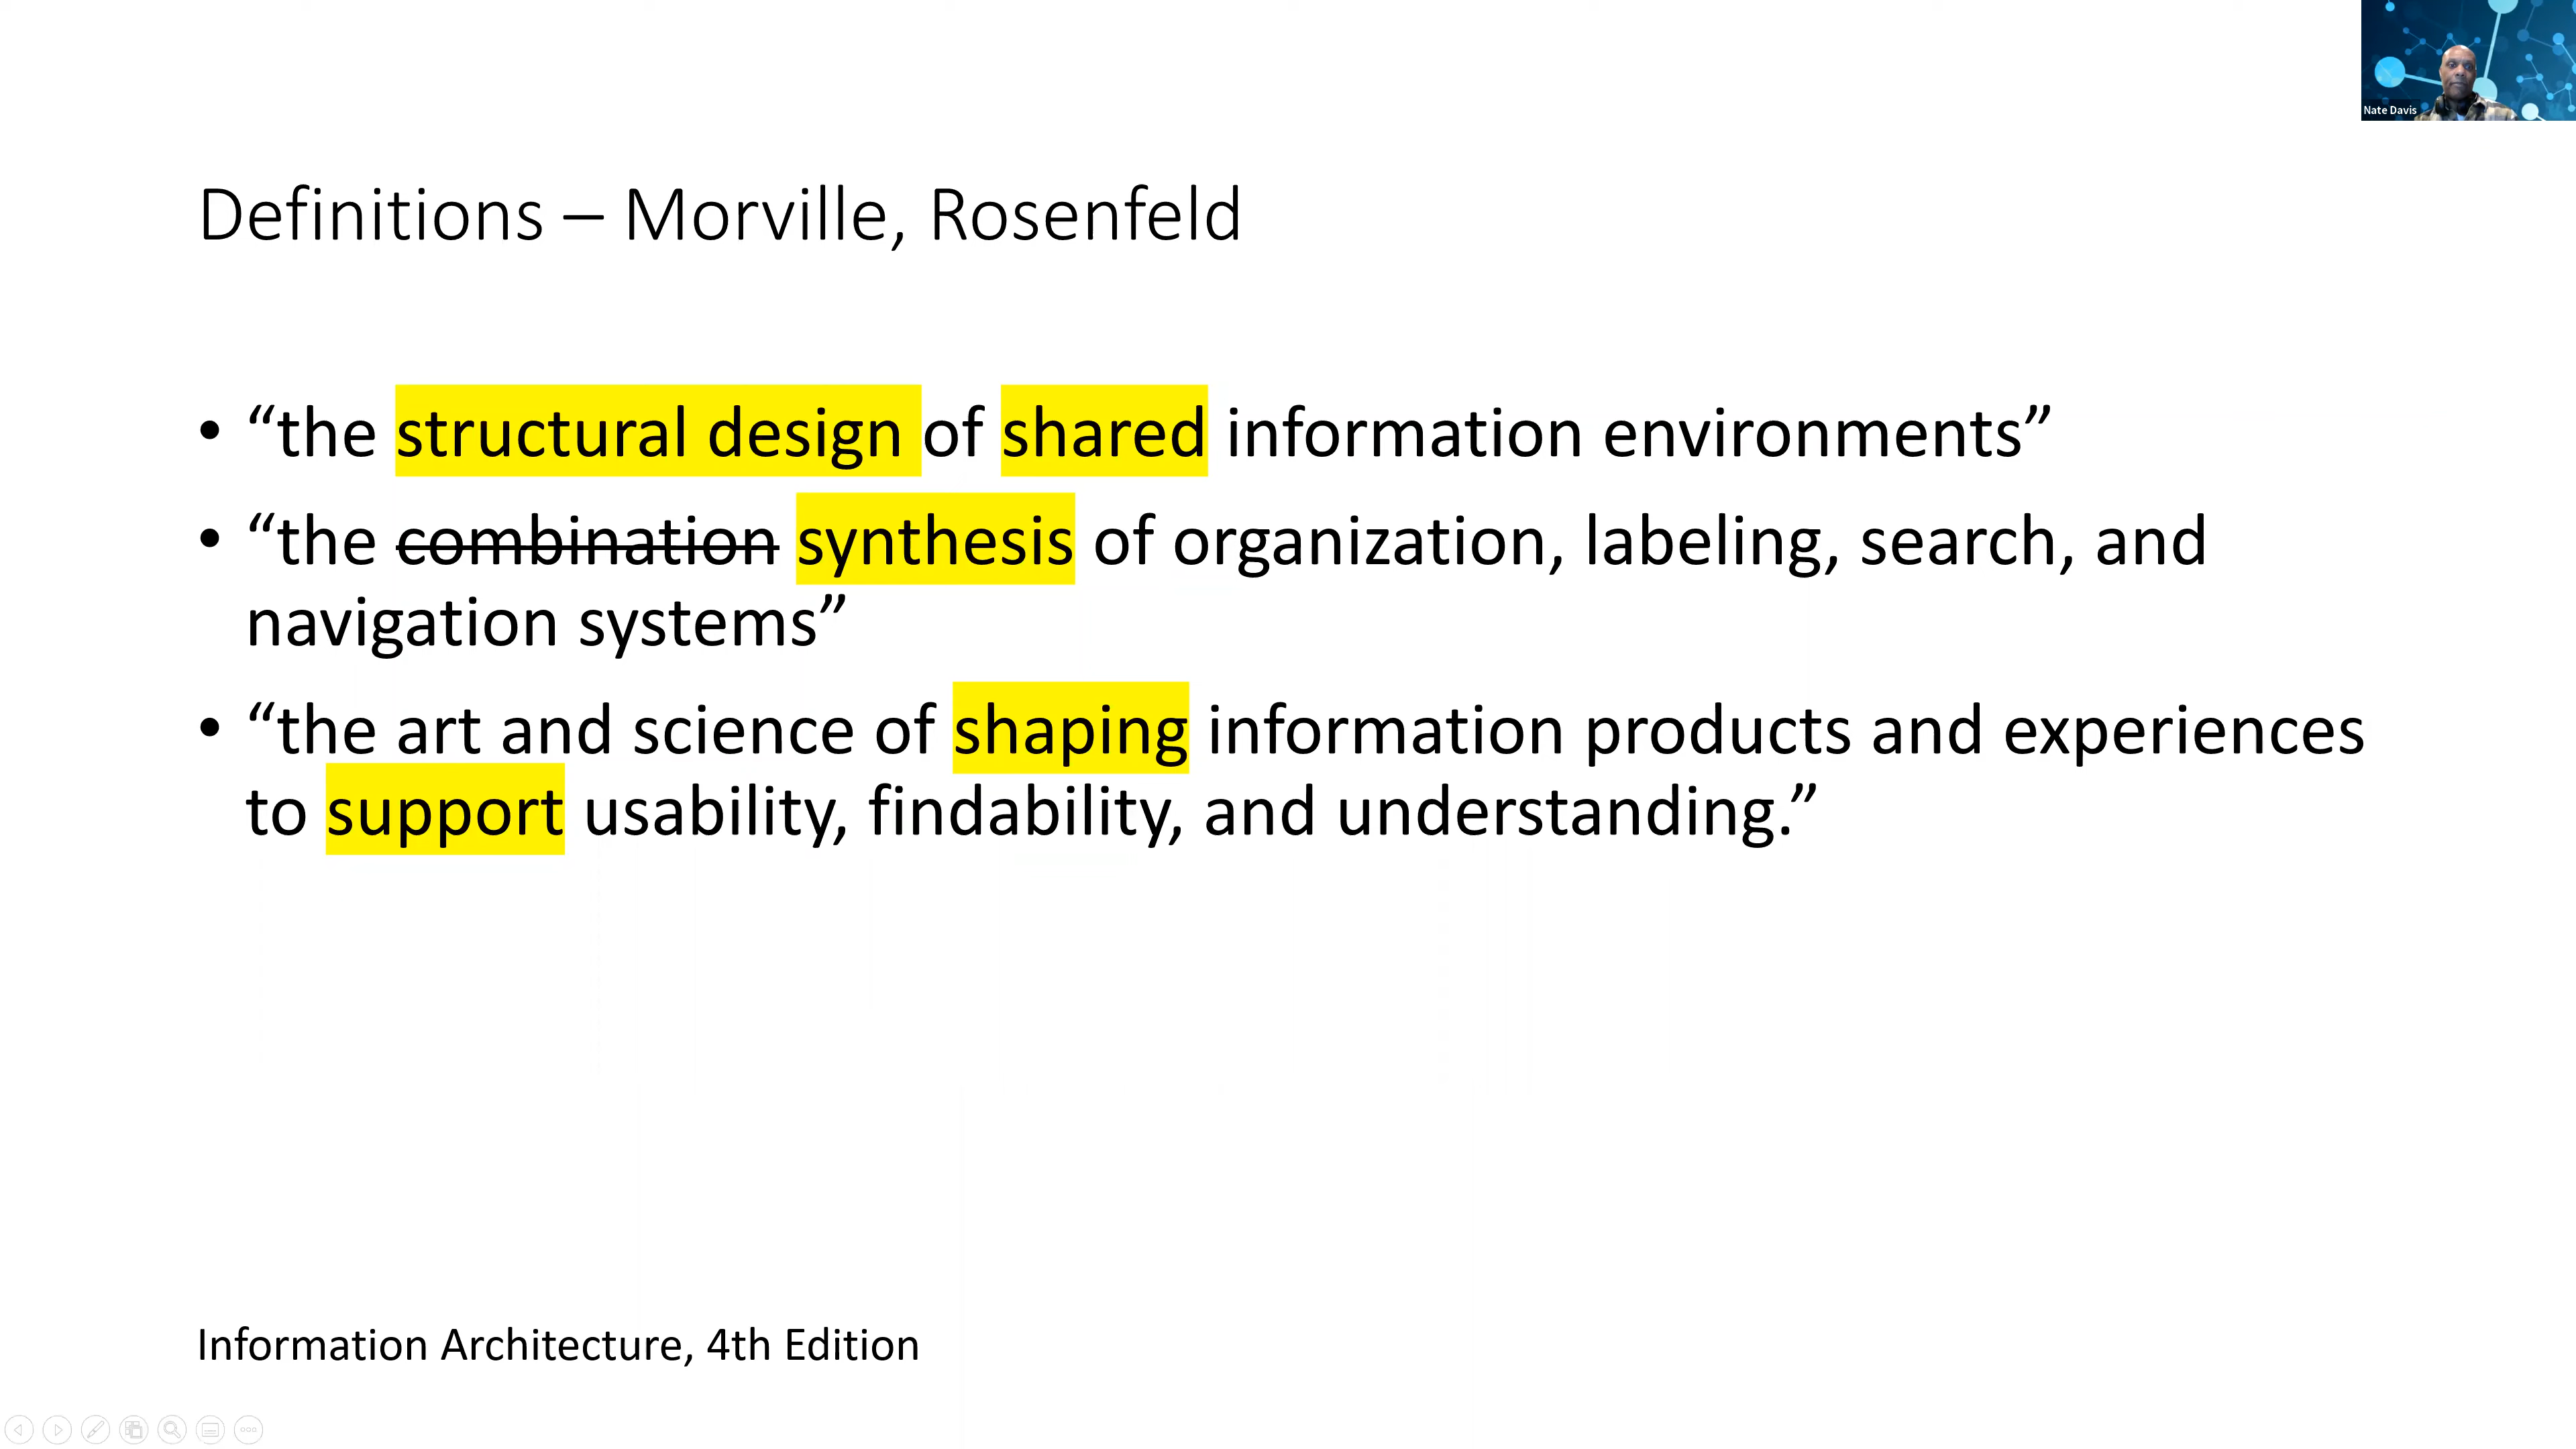 Nate Davis
Definitions – Morville, Rosenfeld
• “the structural design of shared information environments”
• “the combination synthesis of organization, labeling, search, and
navigation systems”
• “the art and science of shaping information products and experiences
to support usability, findability, and understanding.”
Information Architecture, 4th Edition